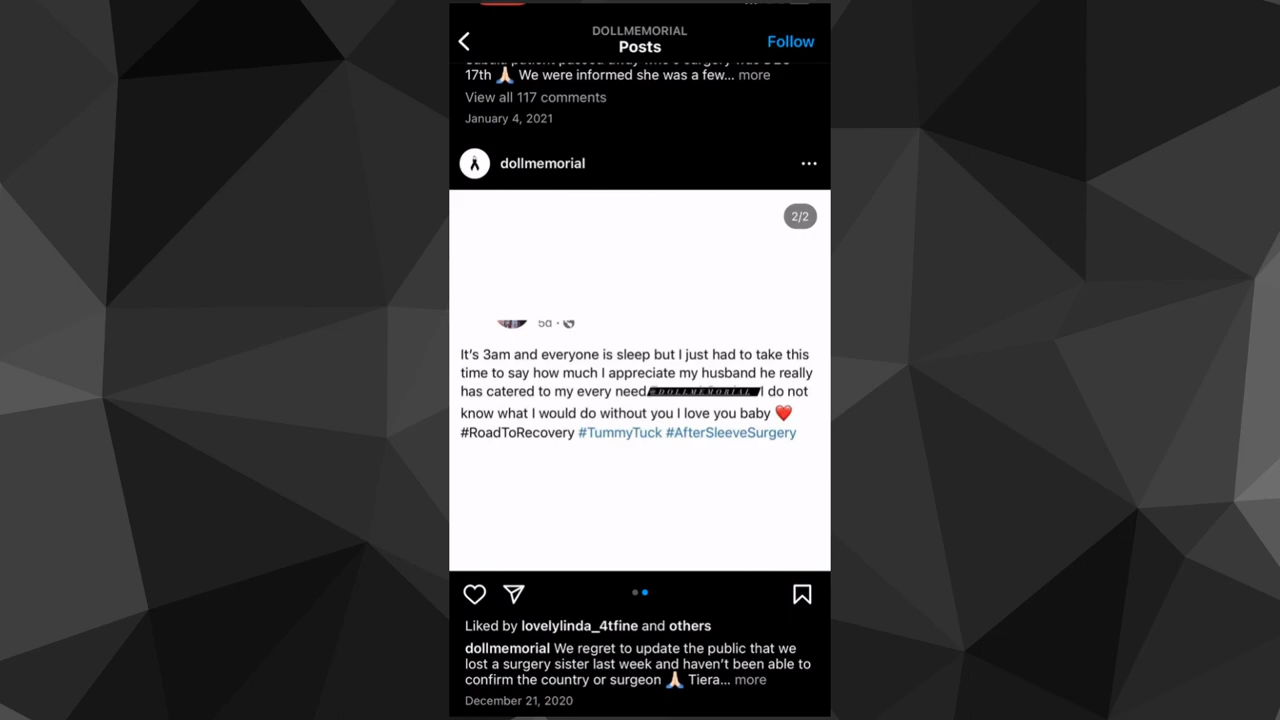 DOLLMEMORIAL
Posts
Follow
17th 🙏🏻 We were informed she was a few... more
View all 117 comments
January 4, 2021
dollmemorial
2/2
5d
It's 3am and everyone is sleep but I just had to take this
time to say how much I appreciate my husband he really
has catered to my every need @DOLLMEMORIAL I do not
know what I would do without you I love you baby ❤️
#RoadToRecovery #TummyTuck #AfterSleeveSurgery
Liked by lovelylinda_4tfine and others
dollmemorial We regret to update the public that we
lost a surgery sister last week and haven't been able to
confirm the country or surgeon 🙏🏻 Tiera... more
December 21, 2020